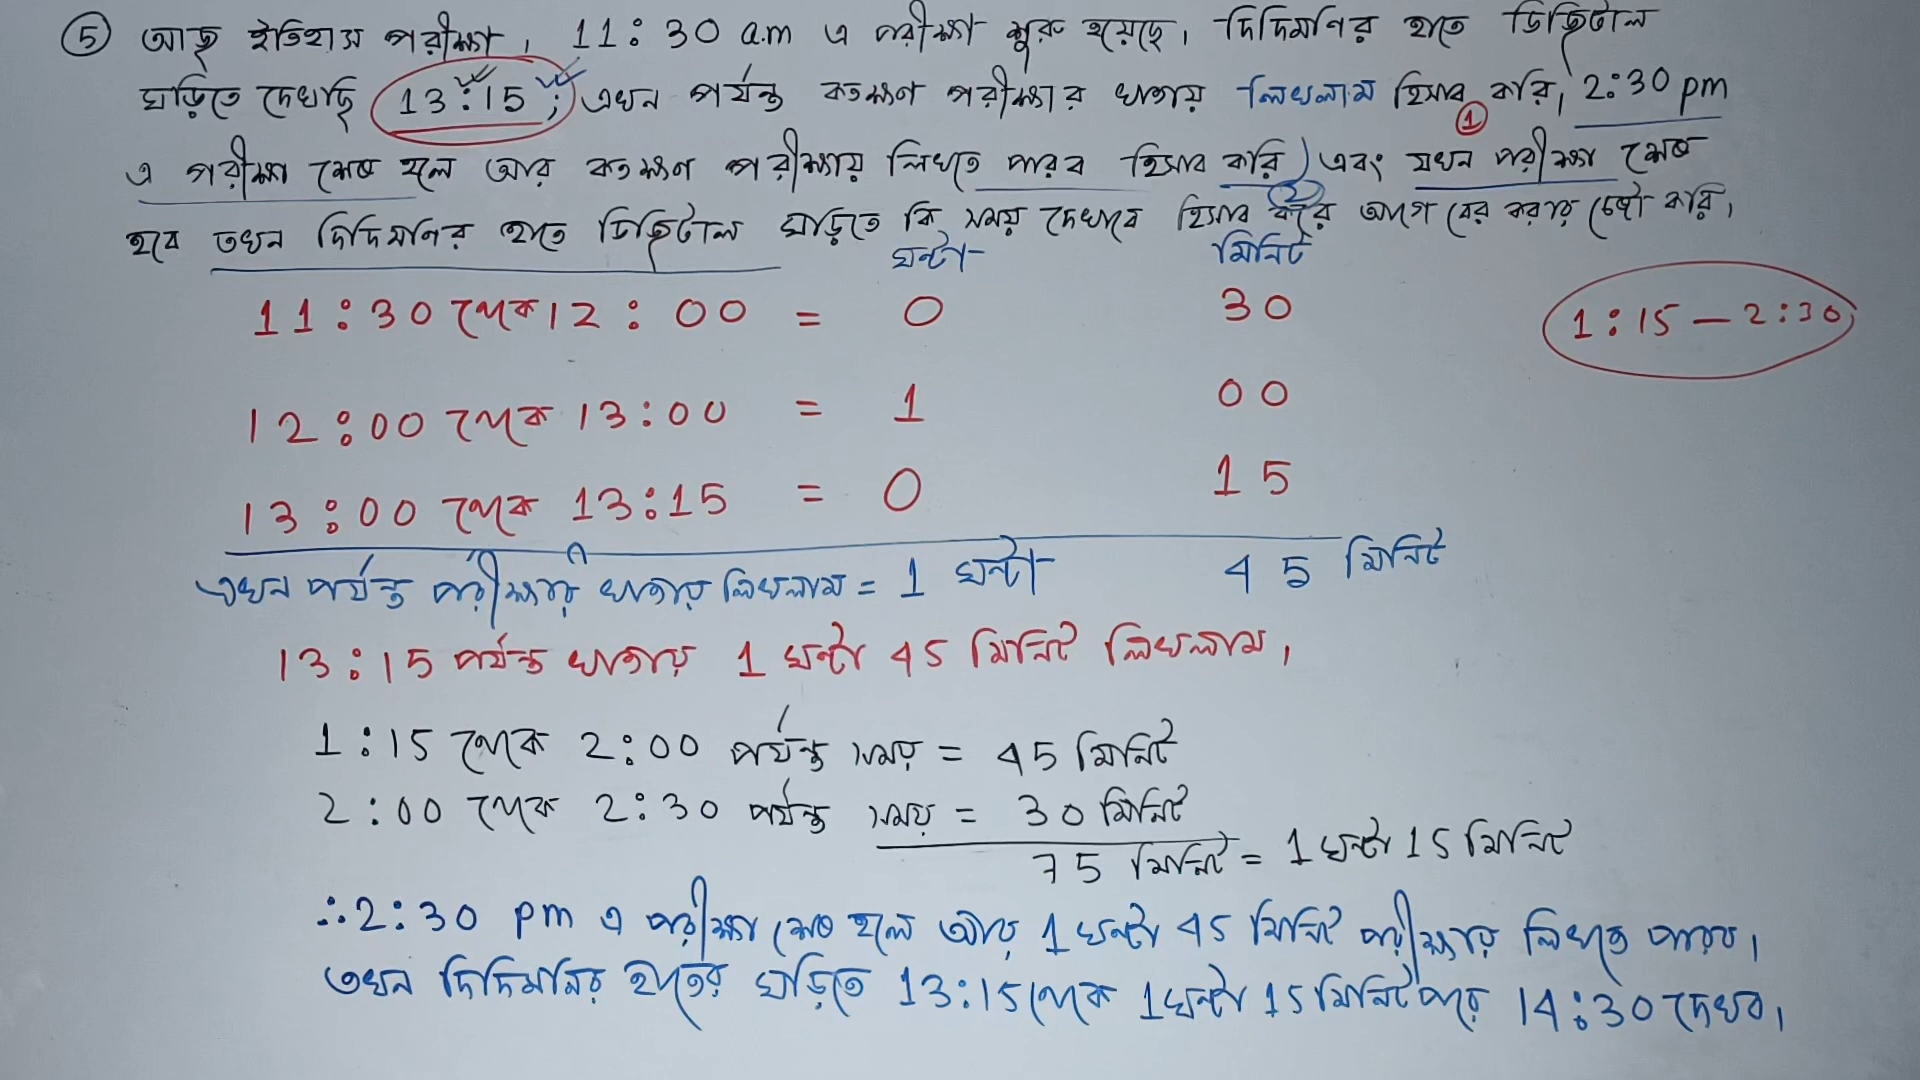 5 আজ ইতিহাস পরীক্ষা। 11:30 a.m এ পরীক্ষা শুরু হয়েছে। দিদিমণির হাতে ডিজিটাল
ঘড়িতে দেখছি 13:15; এখন পর্যন্ত কতক্ষণ পরীক্ষার খাতায় লিখলাম হিসাব করি। 2:30 pm
1
এ পরীক্ষা শেষ হলে আর কতক্ষণ পরীক্ষায় লিখতে পারব হিসাব করি) এবং যখন পরীক্ষা শেষ
2
হবে তখন দিদিমণির হাতে ডিজিটাল ঘড়িতে কি সময় দেখাবে হিসাব করে আগে বের করার চেষ্টা করি।
ঘন্টা মিনিট
11:30 থেকে 12:00 = 0 30
1:15 - 2:30
12:00 থেকে 13:00 = 1 00
13:00 থেকে 13:15 = 0 15
এখন পর্যন্ত পরীক্ষার খাতায় লিখলাম = 1 ঘন্টা 45 মিনিট
13:15 পর্যন্ত খাতায় 1 ঘন্টা 45 মিনিট লিখলাম।
1:15 থেকে 2:00 পর্যন্ত সময় = 45 মিনিট
2:00 থেকে 2:30 পর্যন্ত সময় = 30 মিনিট
75 মিনিট = 1 ঘন্টা 15 মিনিট
∴ 2:30 pm এ পরীক্ষা শেষ হলে আর 1 ঘন্টা 45 মিনিট পরীক্ষায় লিখতে পারব।
তখন দিদিমনির হাতের ঘড়িতে 13:15 থেকে 1 ঘন্টা 15 মিনিট পরে 14:30 দেখব।